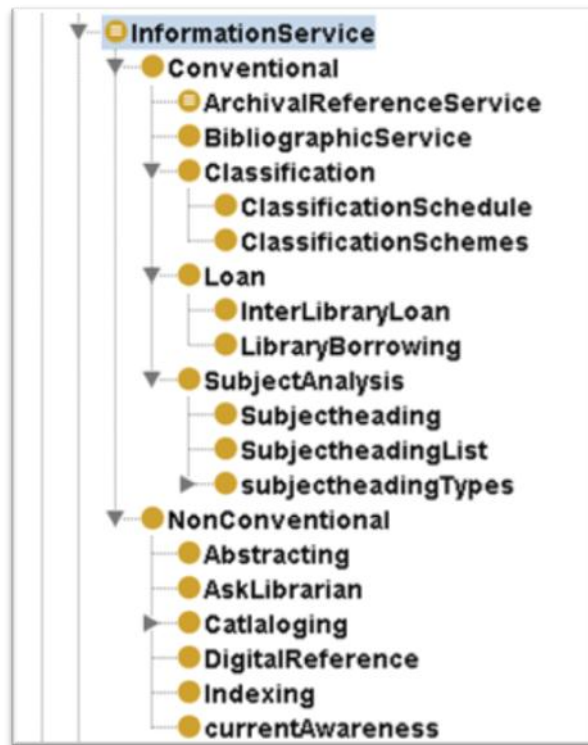 InformationService
Conventional
ArchivalReferenceService
BibliographicService
Classification
ClassificationSchedule
ClassificationSchemes
Loan
InterLibraryLoan
LibraryBorrowing
SubjectAnalysis
Subjectheading
SubjectheadingList
subjectheadingTypes
NonConventional
Abstracting
AskLibrarian
Catlaloging
DigitalReference
Indexing
currentAwareness